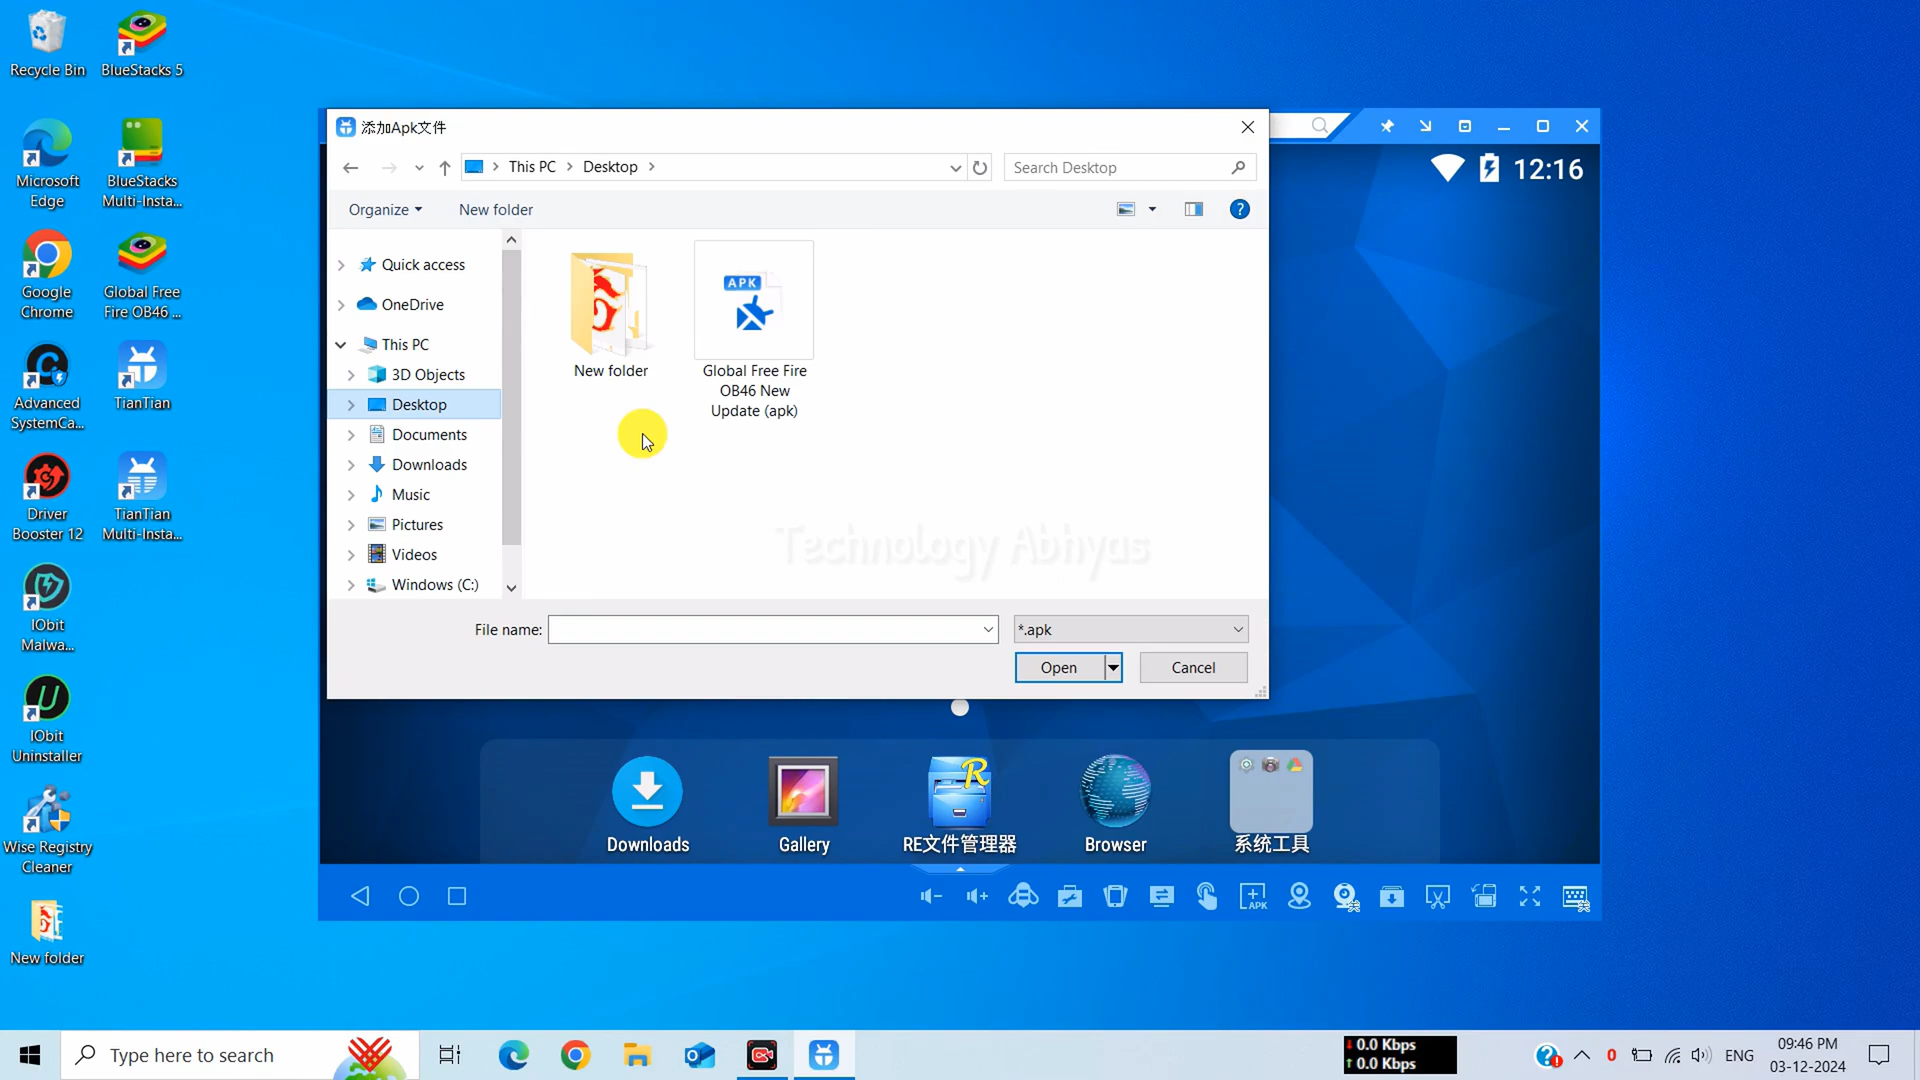 Recycle Bin
BlueStacks 5
Microsoft
Edge
BlueStacks
Multi-Insta...
Google
Chrome
Global Free
Fire OB46 ...
Advanced
SystemCa...
TianTian
Driver
Booster 12
TianTian
Multi-Insta...
IObit
Malwa...
IObit
Uninstaller
Wise Registry
Cleaner
New folder
添加Apk文件
This PC
Desktop
Search Desktop
Organize
New folder
Quick access
OneDrive
This PC
3D Objects
Desktop
Documents
Downloads
Music
Pictures
Videos
Windows (C:)
New folder
APK
Global Free Fire
OB46 New
Update (apk)
Technology Abhyas
File name:
*.apk
Open
Cancel
12:16
Downloads
Gallery
R
RE文件管理器
Browser
系统工具
APK
Type here to search
0.0 Kbps
0.0 Kbps
0
ENG
09:46 PM
03-12-2024